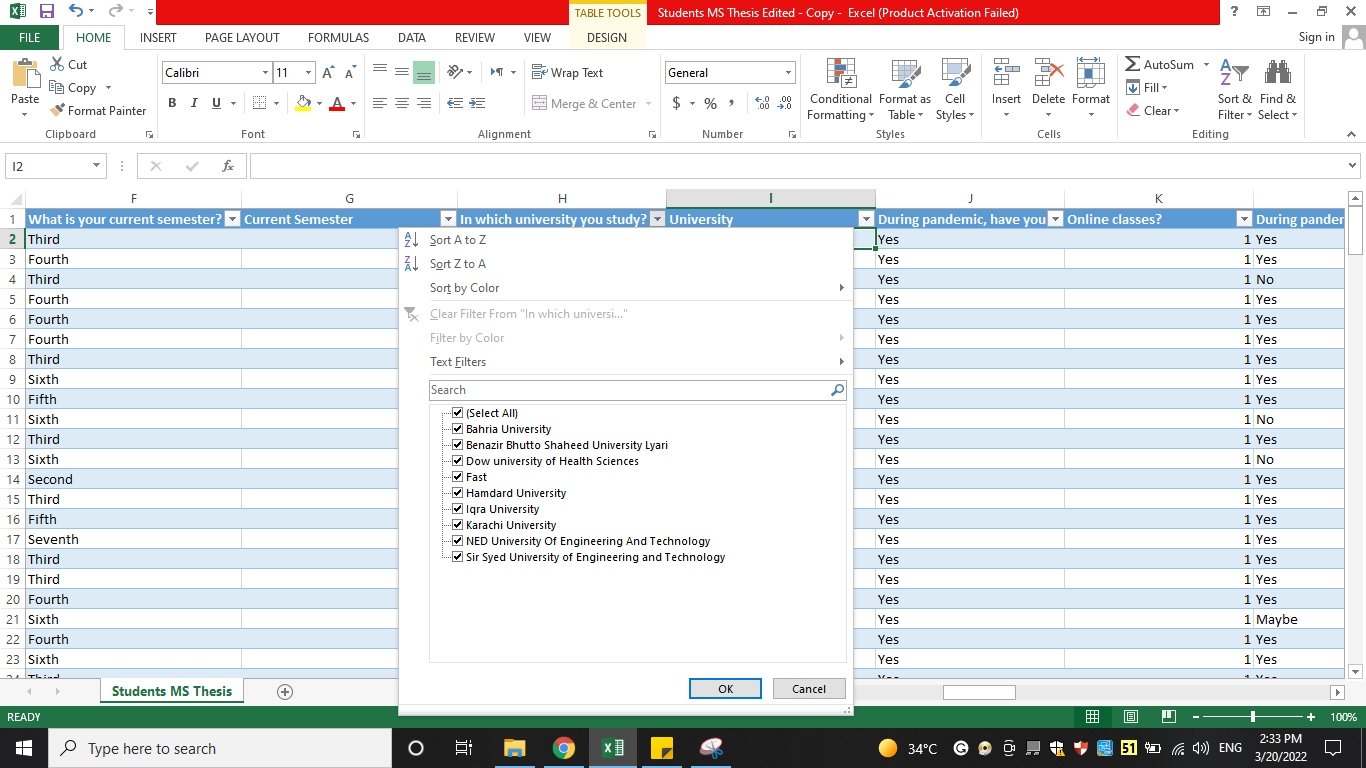 TABLE TOOLS Students MS Thesis Edited - Copy - Excel (Product Activation Failed) ?
FILE HOME INSERT PAGE LAYOUT FORMULAS DATA REVIEW VIEW DESIGN Sign in
Paste Cut Copy Format Painter Clipboard
Calibri 11 B I U A Font
Wrap Text Merge & Center Alignment
General $ % , Number
Conditional Formatting Format as Table Cell Styles Styles
Insert Delete Format Cells
AutoSum Fill Clear Sort & Filter Find & Select Editing
I2 fx
F G H I J K
1 What is your current semester? Current Semester In which university you study? University During pandemic, have you Online classes? During pander
2 Third Yes 1 Yes
3 Fourth Yes 1 Yes
4 Third Yes 1 No
5 Fourth Yes 1 Yes
6 Fourth Yes 1 Yes
7 Fourth Yes 1 Yes
8 Third Yes 1 Yes
9 Sixth Yes 1 Yes
10 Fifth Yes 1 Yes
11 Sixth Yes 1 No
12 Third Yes 1 Yes
13 Sixth Yes 1 No
14 Second Yes 1 Yes
15 Third Yes 1 Yes
16 Fifth Yes 1 Yes
17 Seventh Yes 1 Yes
18 Third Yes 1 Yes
19 Third Yes 1 Yes
20 Fourth Yes 1 Yes
21 Sixth Yes 1 Maybe
22 Fourth Yes 1 Yes
23 Sixth Yes 1 Yes
Sort A to Z
Sort Z to A
Sort by Color
Clear Filter From "In which universi..."
Filter by Color
Text Filters
Search
(Select All)
Bahria University
Benazir Bhutto Shaheed University Lyari
Dow university of Health Sciences
Fast
Hamdard University
Iqra University
Karachi University
NED University Of Engineering And Technology
Sir Syed University of Engineering and Technology
OK Cancel
Students MS Thesis
READY 100%
Type here to search 34°C 51 ENG 2:33 PM
3/20/2022